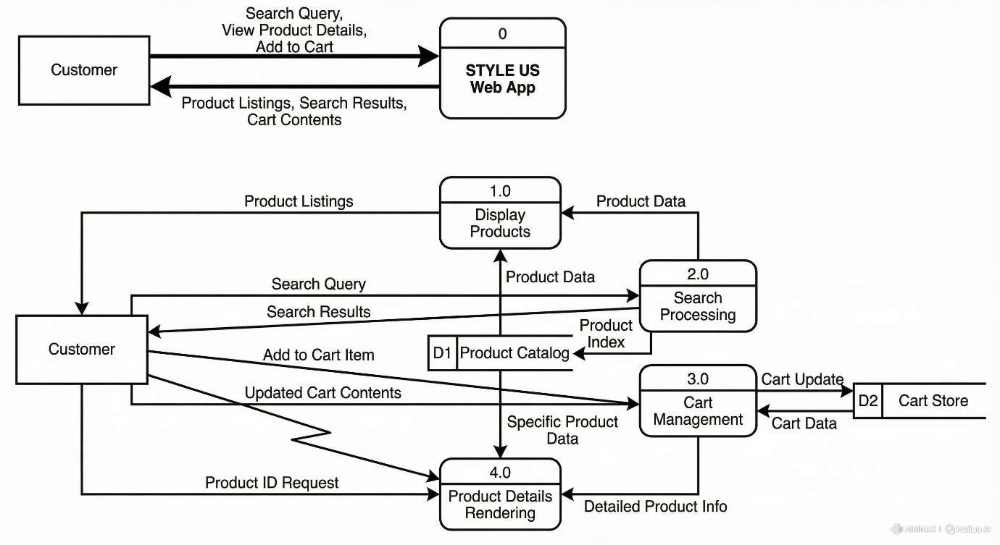 Search Query,
View Product Details,
Add to Cart
Customer
0
STYLE US
Web App
Product Listings, Search Results,
Cart Contents
1.0
Display
Products
Product Listings
Product Data
2.0
Search
Processing
Product Data
Search Query
Search Results
Product
Index
Customer
D1 Product Catalog
Add to Cart Item
3.0
Cart
Management
Cart Update
D2 Cart Store
Cart Data
Updated Cart Contents
Specific Product
Data
4.0
Product Details
Rendering
Product ID Request
Detailed Product Info
MINIMAX | Hailuo AI